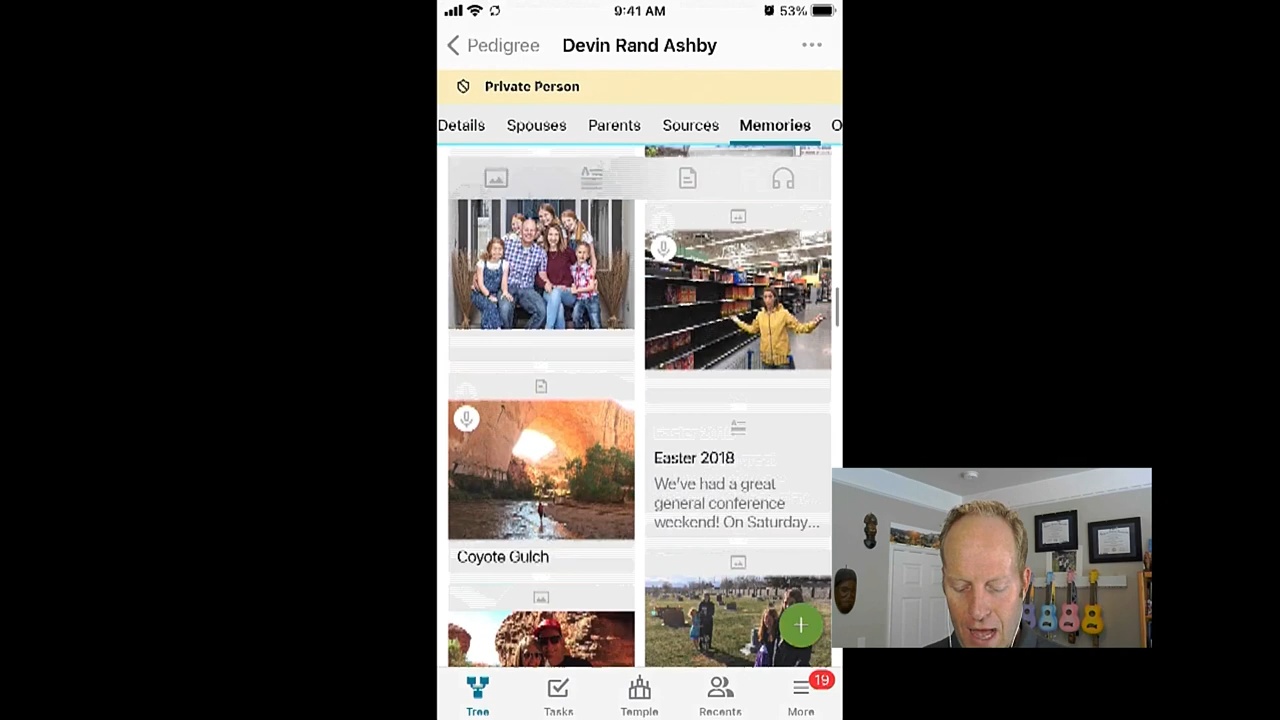 9:41 AM
53%
Pedigree
Devin Rand Ashby
Private Person
Details Spouses Parents Sources Memories O
Easter 2018
We've had a great
general conference
weekend! On Saturday...
Coyote Gulch
19
Tree Tasks Temple Recents More